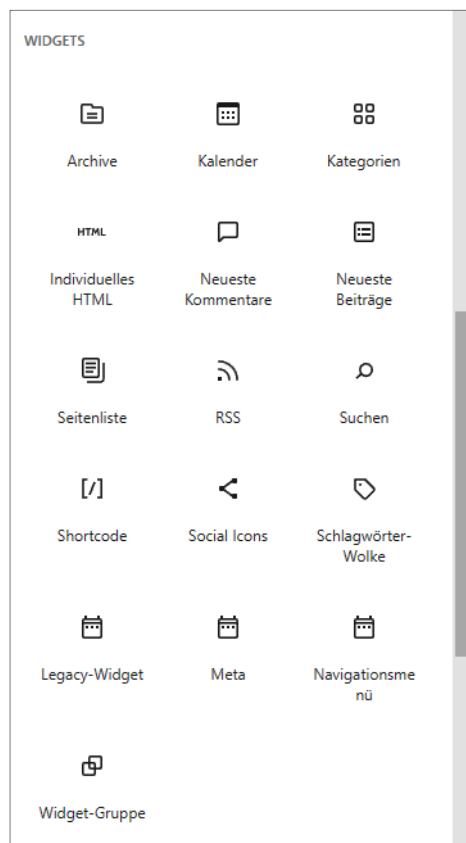 WIDGETS
Archive
Kalender
Kategorien
HTML
Individuelles
HTML
Neueste
Kommentare
Neueste
Beiträge
Seitenliste
RSS
Suchen
[/]
Shortcode
Social Icons
Schlagwörter-
Wolke
Legacy-Widget
Meta
Navigationsme
nü
Widget-Gruppe